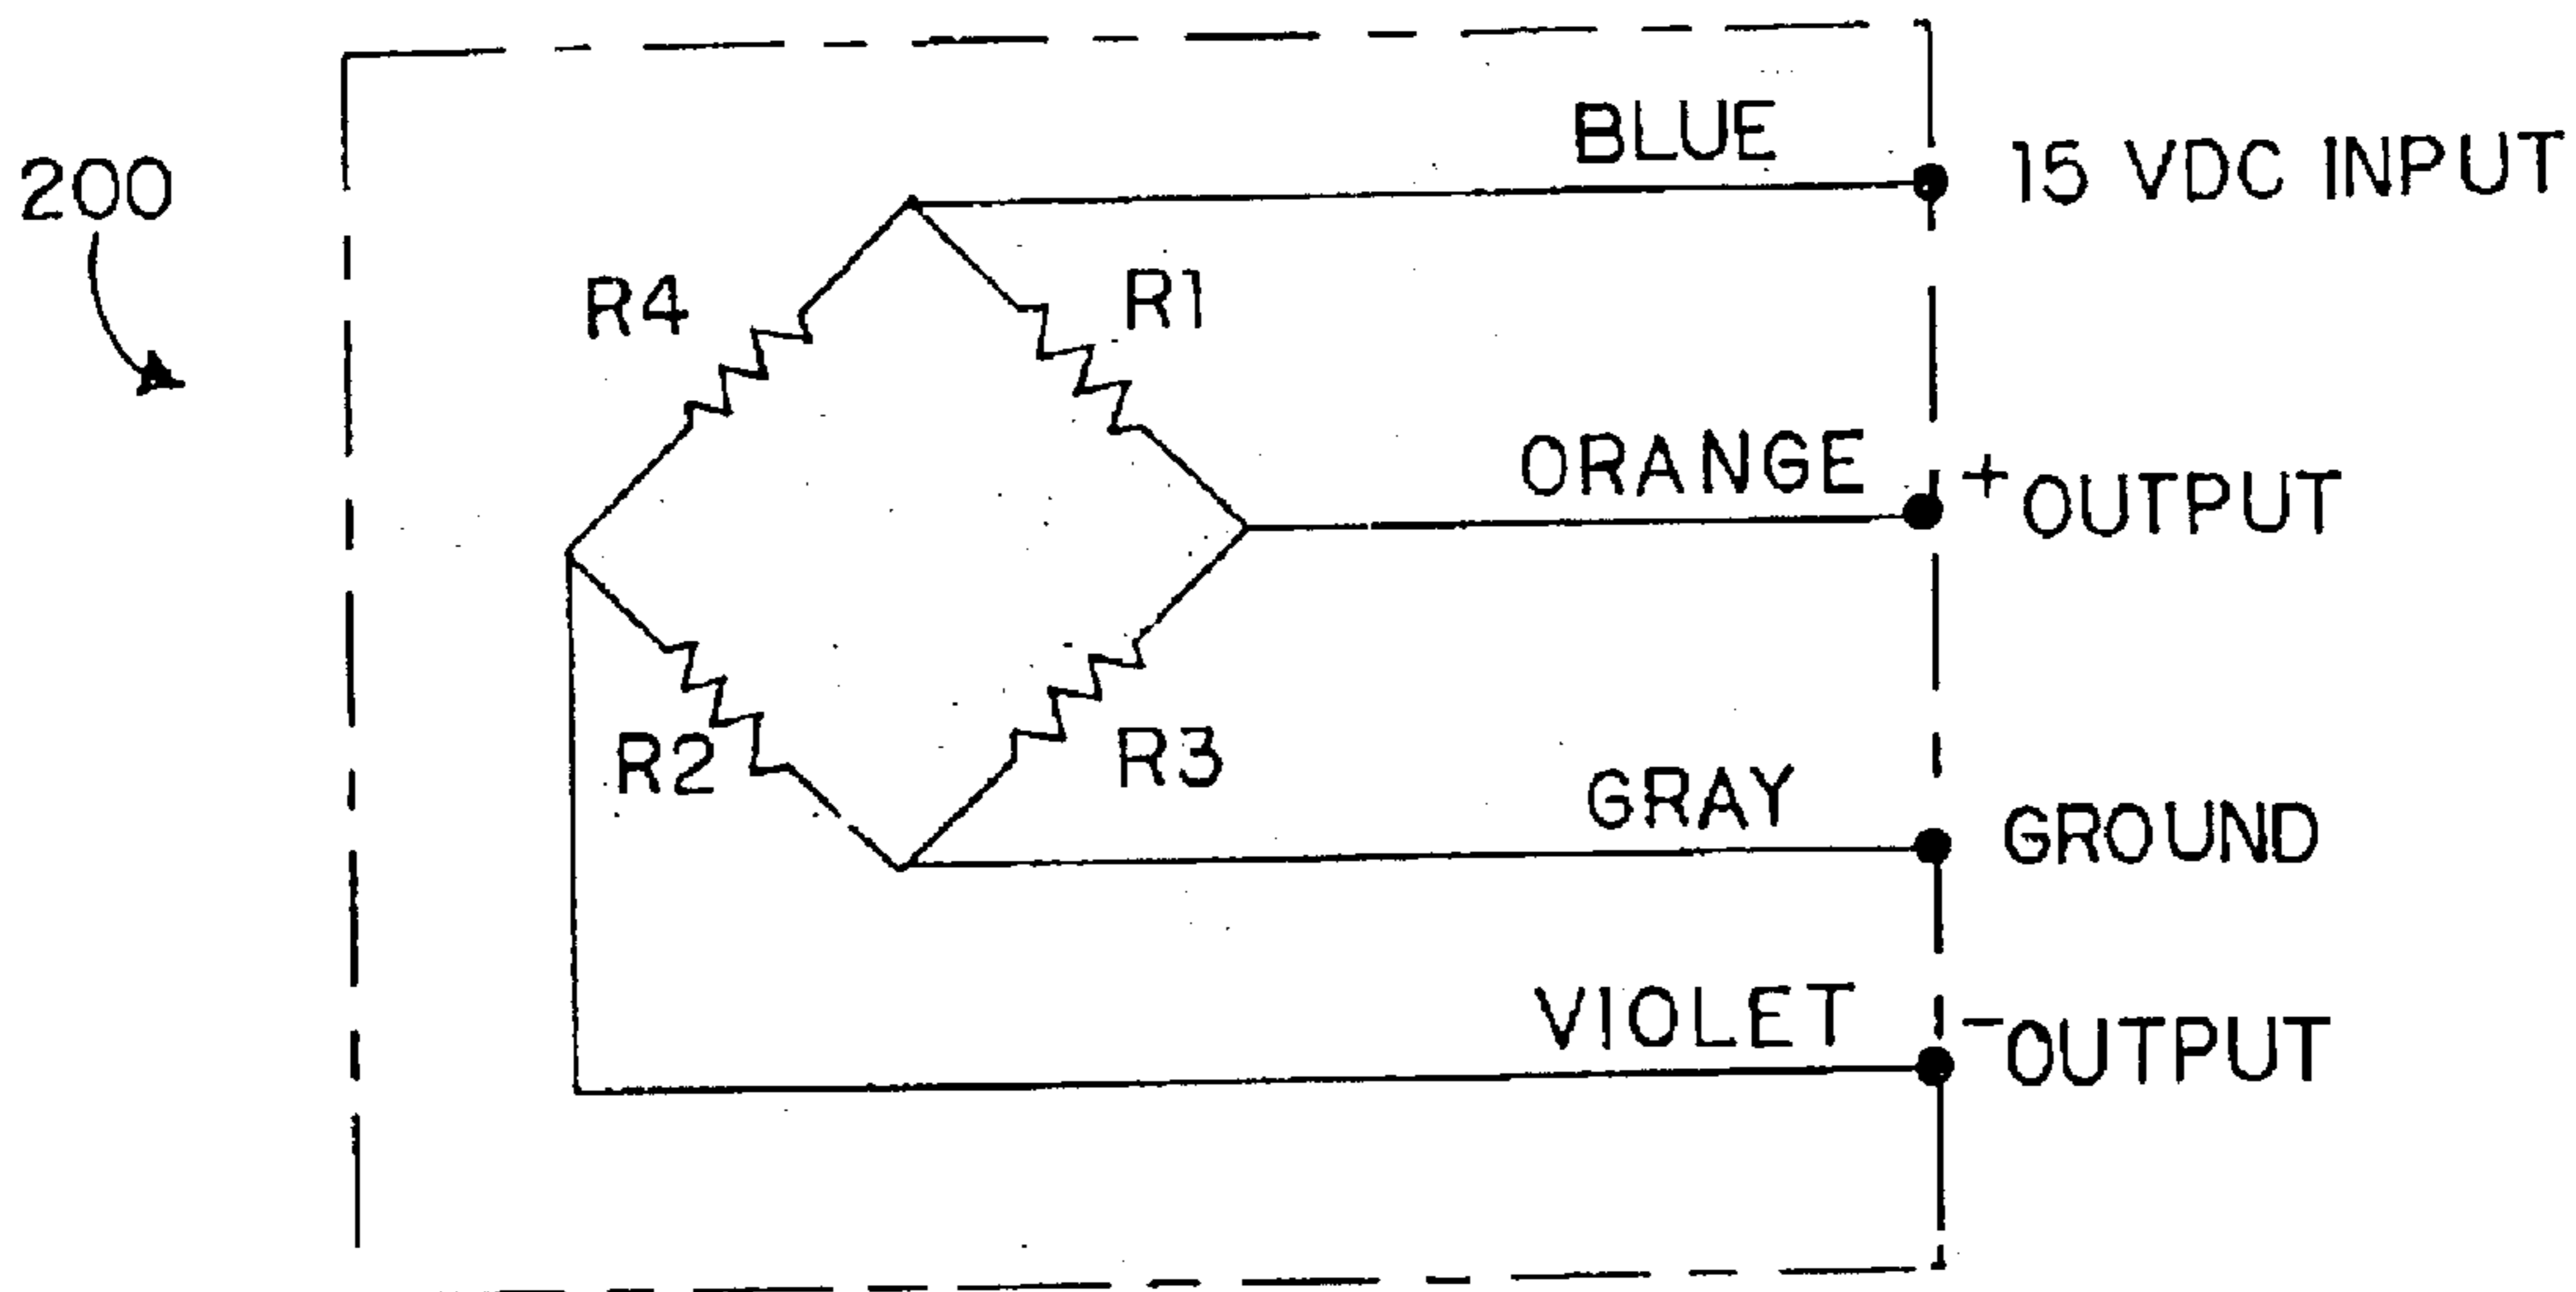 BLUE
15 VDC INPUT
200
R4
R1
ORANGE
+OUTPUT
R2
R3
GRAY
GROUND
VIOLET
-OUTPUT